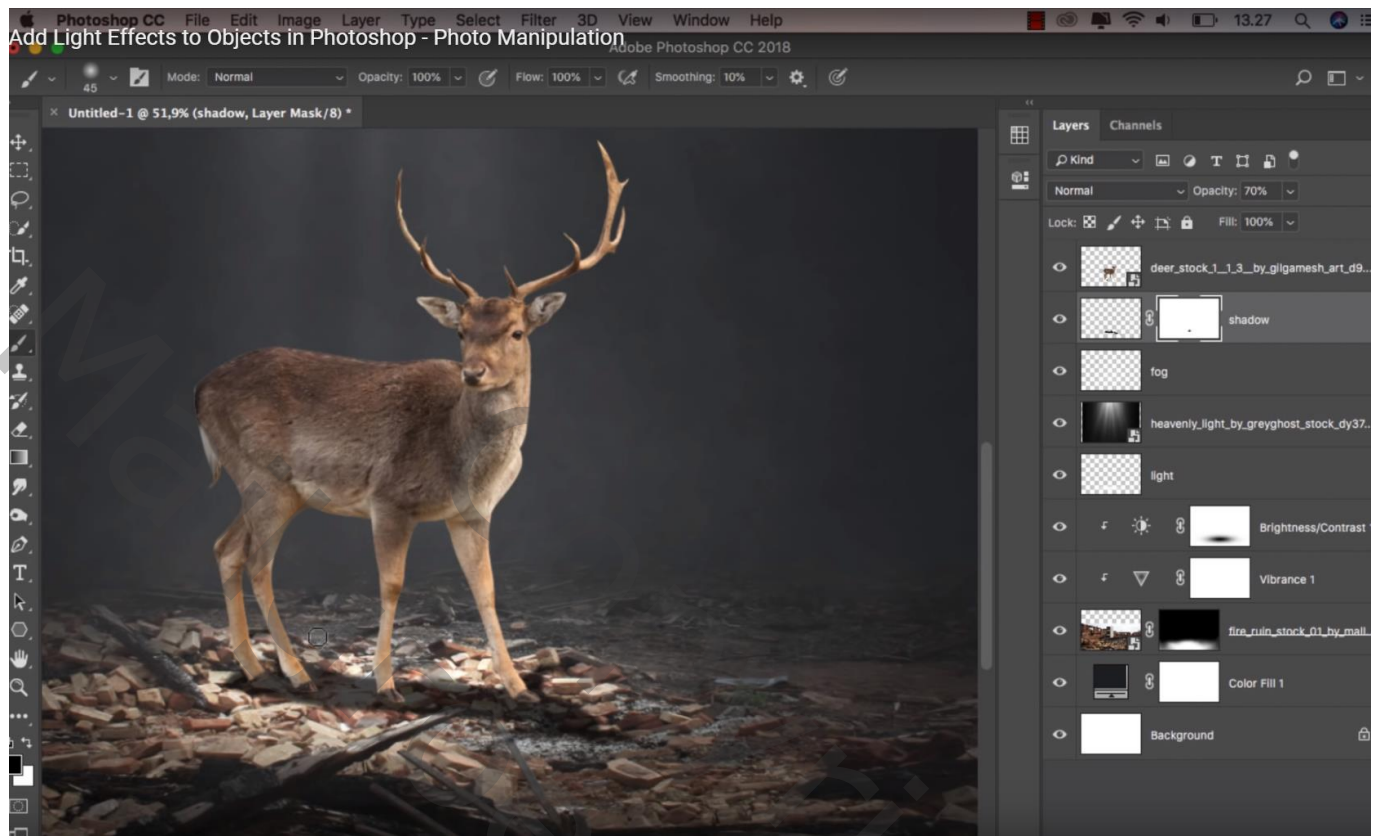 Photoshop CC File Edit Image Layer Type Select Filter 3D View Window Help 13.27
Add Light Effects to Objects in Photoshop - Photo Manipulation
Adobe Photoshop CC 2018
45 Mode: Normal Opacity: 100% Flow: 100% Smoothing: 10%
× Untitled-1 @ 51,9% (shadow, Layer Mask/8) *
Layers Channels
Kind
Normal Opacity: 70%
Lock: Fill: 100%
deer_stock_1__1_3__by_gilgamesh_art_d9...
shadow
fog
heavenly_light_by_greyghost_stock_dy37...
light
Brightness/Contrast
Vibrance 1
fire_ruin_stock_01_by_mall...
Color Fill 1
Background